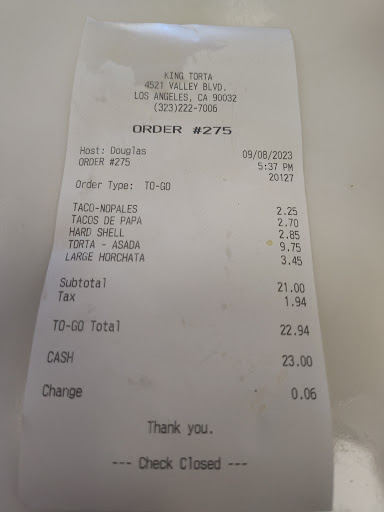 KING TORTA
4521 VALLEY BLVD.
LOS ANGELES, CA 90032
(323)222-7006
ORDER #275
Host: Douglas 09/08/2023
ORDER #275 5:37 PM
20127
Order Type: TO-GO
TACO-NOPALES 2.25
TACOS DE PAPA 2.70
HARD SHELL 2.85
TORTA - ASADA 9.75
LARGE HORCHATA 3.45
Subtotal 21.00
Tax 1.94
TO-GO Total 22.94
CASH 23.00
Change 0.06
Thank you.
--- Check Closed ---